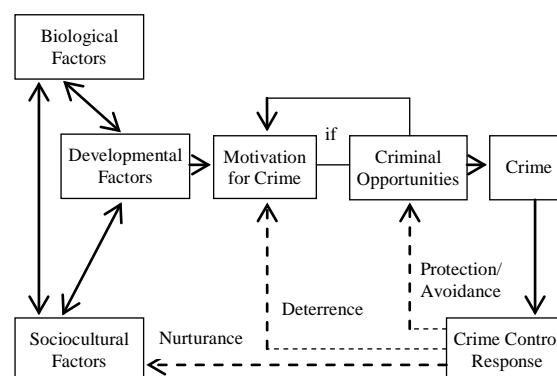 Biological
Factors
if
Developmental
Factors
Motivation
for Crime
Criminal
Opportunities
Crime
Protection/
Avoidance
Deterrence
Sociocultural
Factors
Nurturance
Crime Control
Response